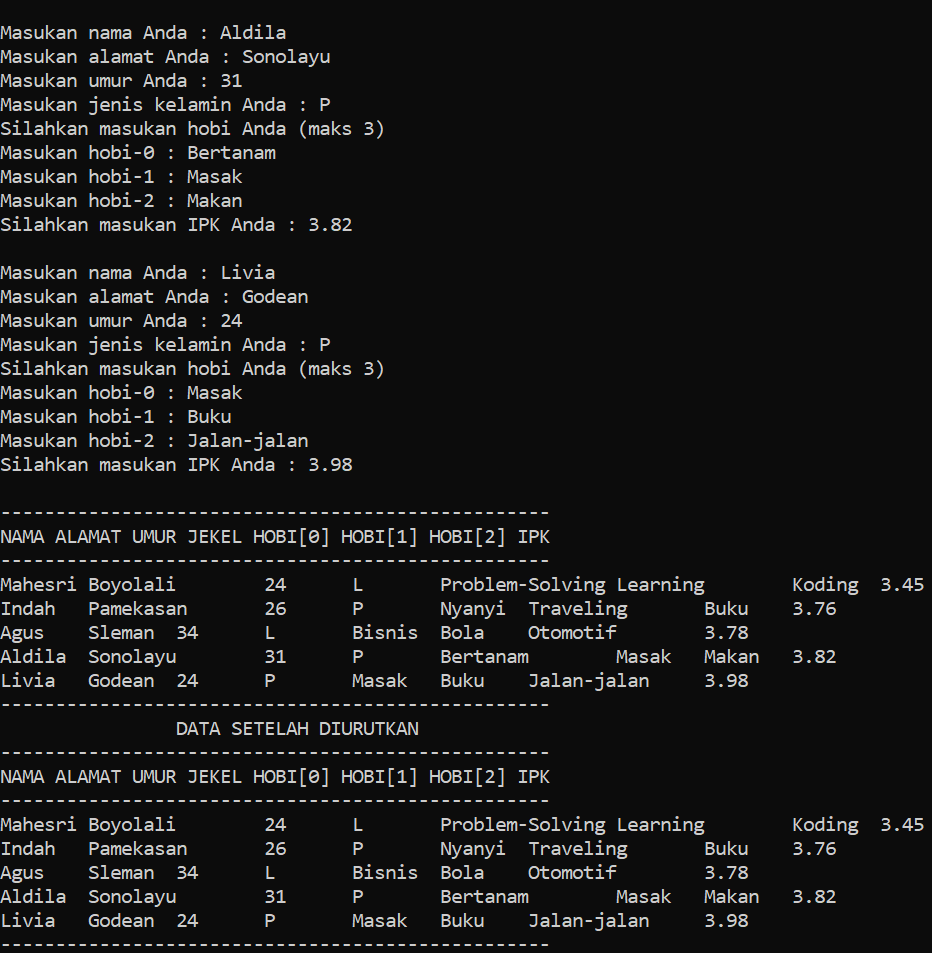 Masukan nama Anda : Aldila
Masukan alamat Anda : Sonolayu
Masukan umur Anda : 31
Masukan jenis kelamin Anda : P
Silahkan masukan hobi Anda (maks 3)
Masukan hobi-0 : Bertanam
Masukan hobi-1 : Masak
Masukan hobi-2 : Makan
Silahkan masukan IPK Anda : 3.82

Masukan nama Anda : Livia
Masukan alamat Anda : Godean
Masukan umur Anda : 24
Masukan jenis kelamin Anda : P
Silahkan masukan hobi Anda (maks 3)
Masukan hobi-0 : Masak
Masukan hobi-1 : Buku
Masukan hobi-2 : Jalan-jalan
Silahkan masukan IPK Anda : 3.98

--------------------------------------------------
NAMA ALAMAT UMUR JEKEL HOBI[0] HOBI[1] HOBI[2] IPK
--------------------------------------------------
Mahesri Boyolali        24      L       Problem-Solving Learning        Koding  3.45
Indah   Pamekasan       26      P       Nyanyi  Traveling       Buku    3.76
Agus    Sleman  34      L       Bisnis  Bola    Otomotif        3.78
Aldila  Sonolayu        31      P       Bertanam        Masak   Makan   3.82
Livia   Godean  24      P       Masak   Buku    Jalan-jalan     3.98
--------------------------------------------------
                DATA SETELAH DIURUTKAN
--------------------------------------------------
NAMA ALAMAT UMUR JEKEL HOBI[0] HOBI[1] HOBI[2] IPK
--------------------------------------------------
Mahesri Boyolali        24      L       Problem-Solving Learning        Koding  3.45
Indah   Pamekasan       26      P       Nyanyi  Traveling       Buku    3.76
Agus    Sleman  34      L       Bisnis  Bola    Otomotif        3.78
Aldila  Sonolayu        31      P       Bertanam        Masak   Makan   3.82
Livia   Godean  24      P       Masak   Buku    Jalan-jalan     3.98
--------------------------------------------------